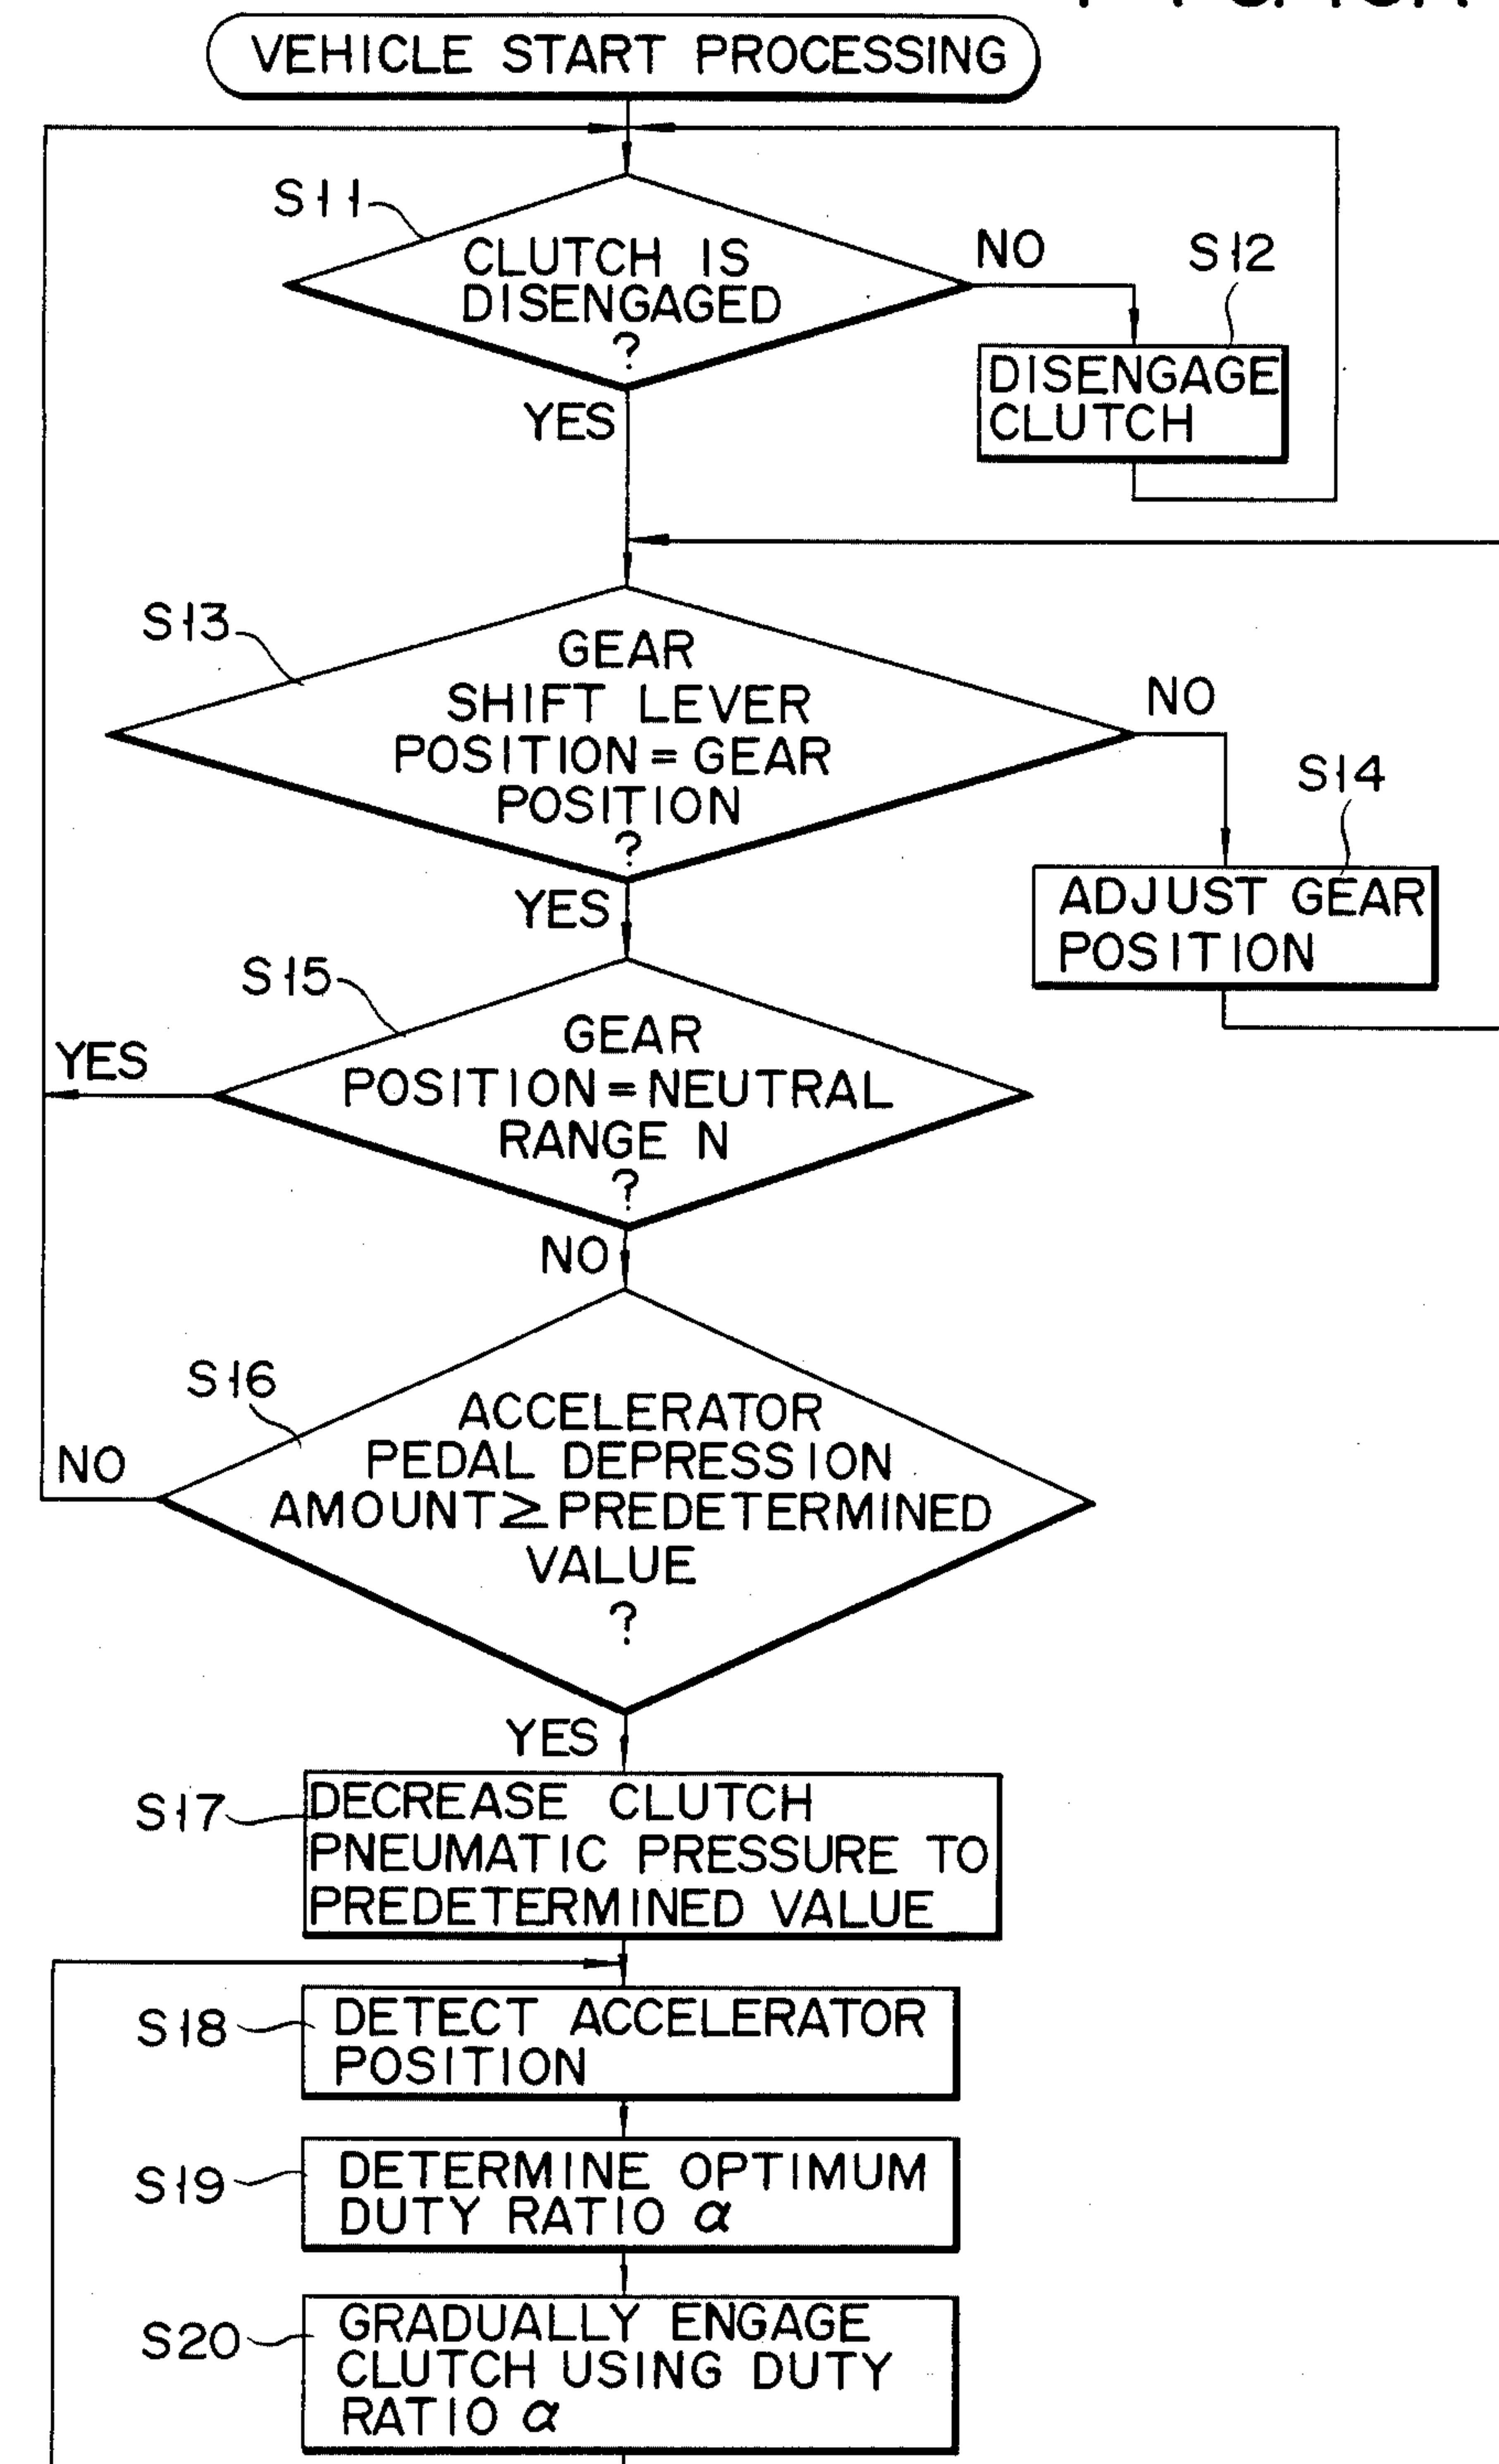 VEHICLE START PROCESSING
S11
CLUTCH IS
DISENGAGED
?
NO
S12
DISENGAGE
CLUTCH
YES
S13
GEAR
SHIFT LEVER
POSITION = GEAR
POSITION
?
NO
S14
ADJUST GEAR
POSITION
YES
S15
GEAR
POSITION = NEUTRAL
RANGE N
?
YES
NO
S16
ACCELERATOR
PEDAL DEPRESSION
AMOUNT ≥ PREDETERMINED
VALUE
?
NO
YES
S17
DECREASE CLUTCH
PNEUMATIC PRESSURE TO
PREDETERMINED VALUE
S18
DETECT ACCELERATOR
POSITION
S19
DETERMINE OPTIMUM
DUTY RATIO α
S20
GRADUALLY ENGAGE
CLUTCH USING DUTY
RATIO α